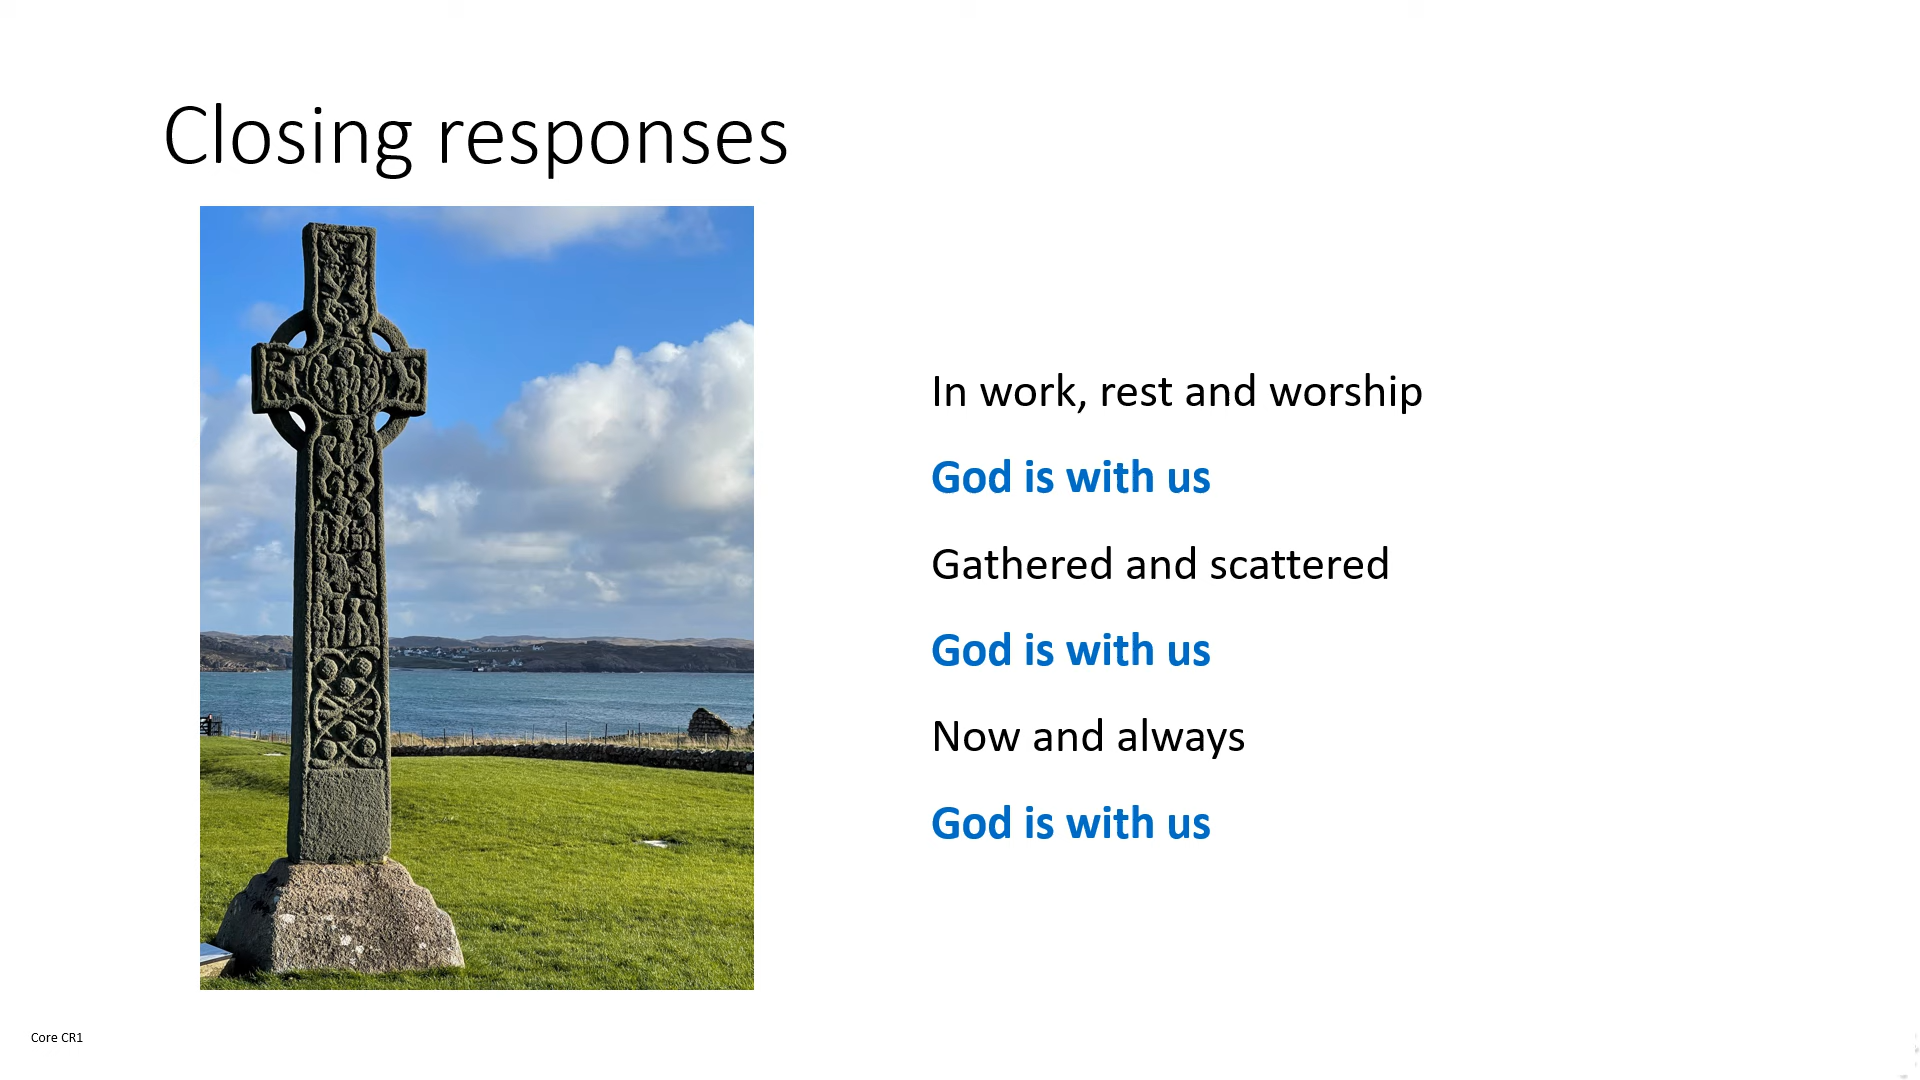 Closing responses
In work, rest and worship
God is with us
Gathered and scattered
God is with us
Now and always
God is with us
Core CR1